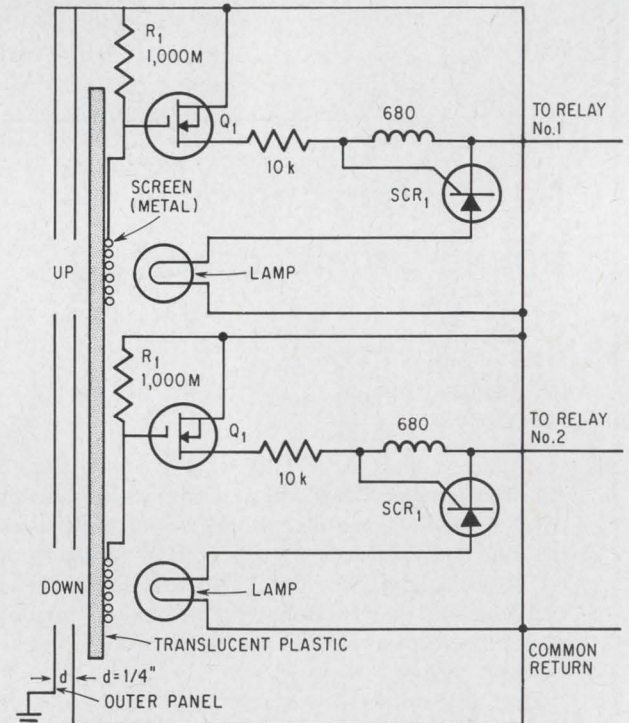 R1
1,000M
Q1
10 k
680
TO RELAY
No.1
SCR1
SCREEN
(METAL)
UP
LAMP
R1
1,000M
Q1
10 k
680
TO RELAY
No.2
SCR1
DOWN
LAMP
TRANSLUCENT PLASTIC
COMMON
RETURN
d
d=1/4"
OUTER PANEL